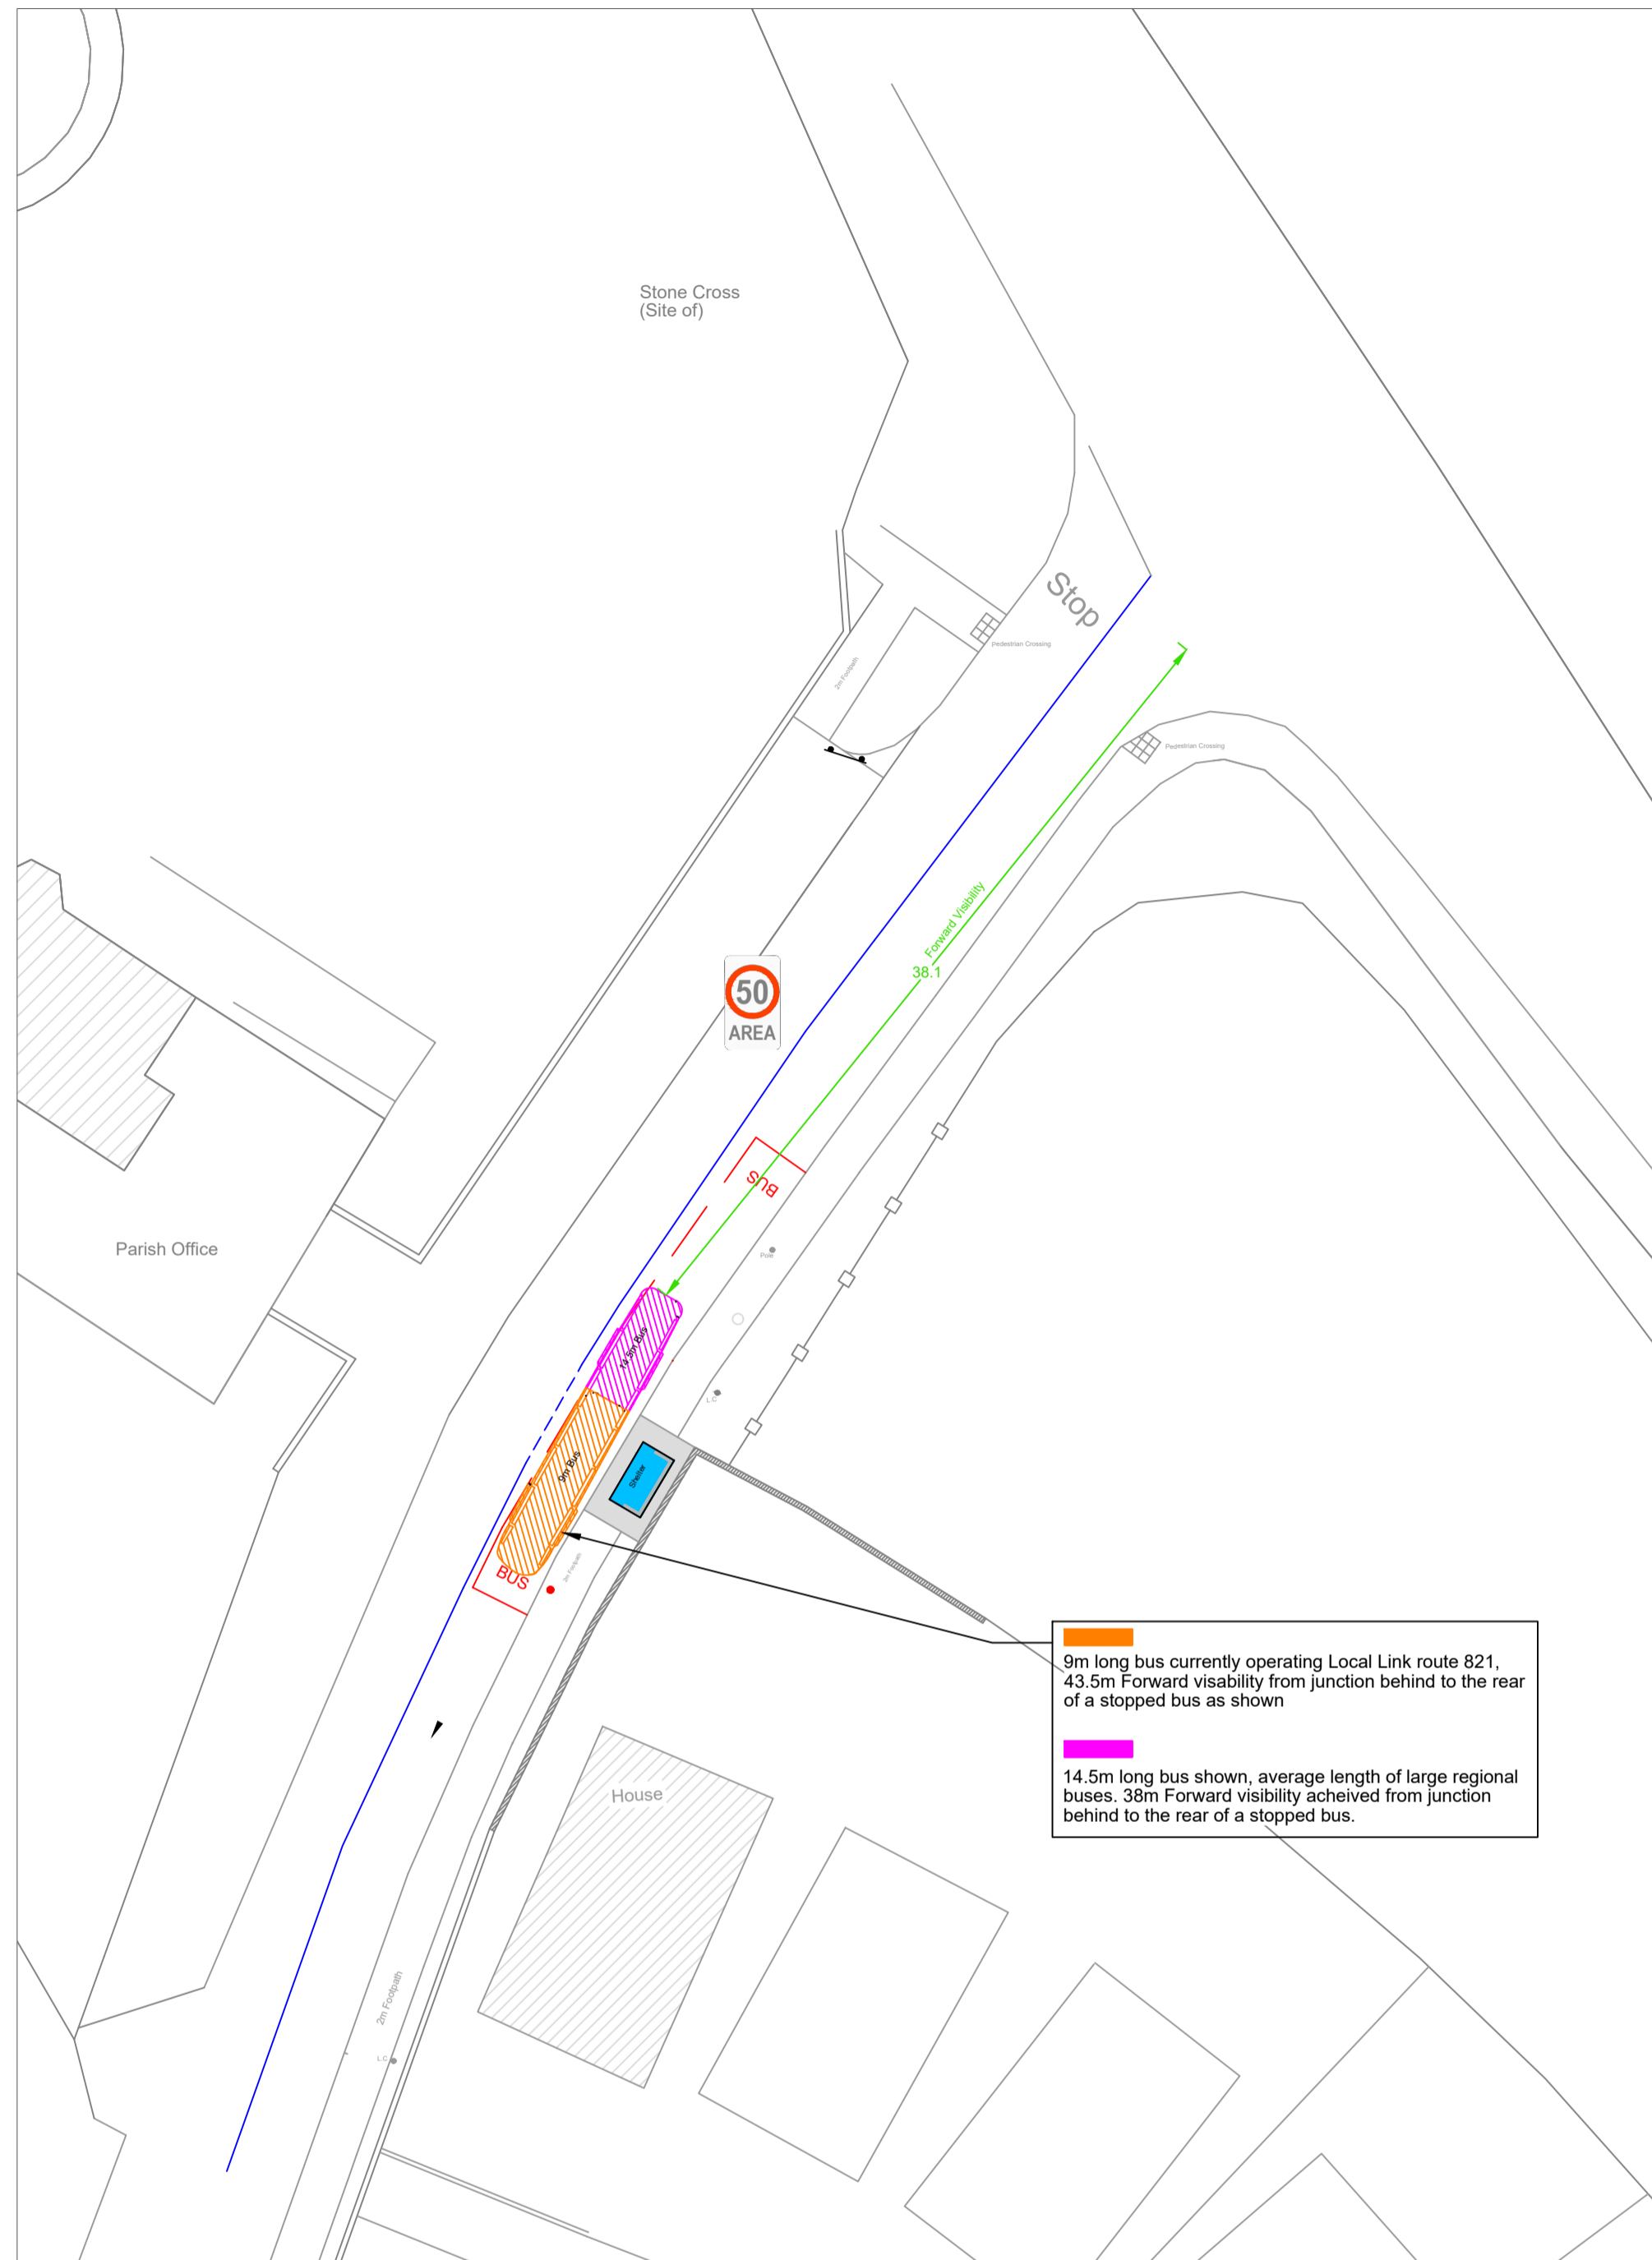 Stone Cross
(Site of)
Stop
Pedestrian Crossing
2m Footpath
Pedestrian Crossing
Forward Visibility
38.1
50
AREA
BUS
Parish Office
Pole
14.5m Bus
L.C
9m Bus
Shelter
2m Footpath
BUS
9m long bus currently operating Local Link route 821,
43.5m Forward visability from junction behind to the rear
of a stopped bus as shown
14.5m long bus shown, average length of large regional
buses. 38m Forward visibility acheived from junction
behind to the rear of a stopped bus.
House
2m Footpath
L.C